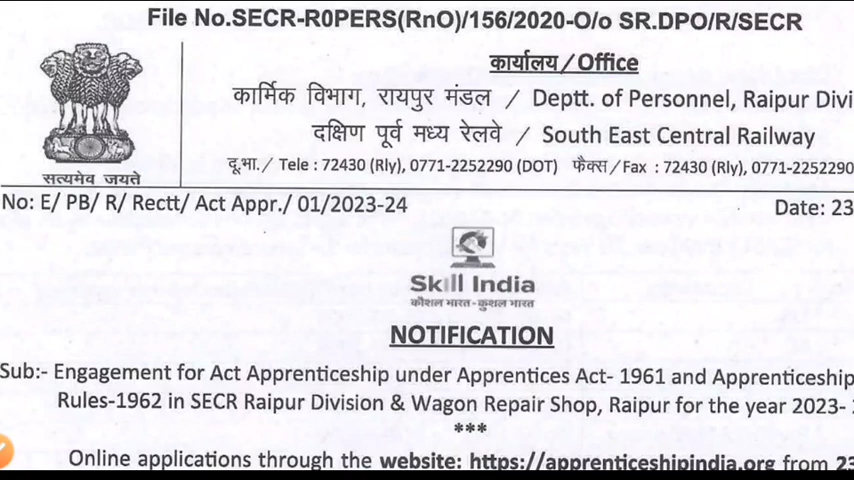 File No.SECR-R0PERS(RnO)/156/2020-O/o SR.DPO/R/SECR
कार्यालय/Office
कार्मिक विभाग, रायपुर मंडल / Deptt. of Personnel, Raipur Divi
दक्षिण पूर्व मध्य रेलवे / South East Central Railway
दू.भा./ Tele : 72430 (Rly), 0771-2252290 (DOT) फैक्स/Fax : 72430 (Rly), 0771-2252290
सत्यमेव जयते
No: E/ PB/ R/ Rectt/ Act Appr./ 01/2023-24 Date: 23
Skill India
कौशल भारत - कुशल भारत
NOTIFICATION
Sub:- Engagement for Act Apprenticeship under Apprentices Act- 1961 and Apprenticeship
Rules-1962 in SECR Raipur Division & Wagon Repair Shop, Raipur for the year 2023-
***
Online applications through the website: https://apprenticeshipindia.org from 23